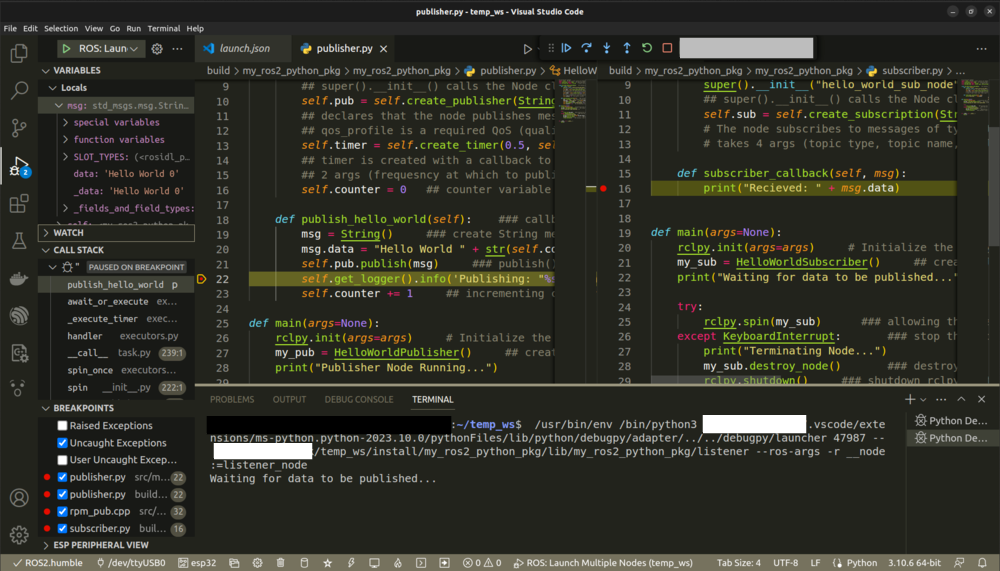 publisher.py - temp_ws - Visual Studio Code
File Edit Selection View Go Run Terminal Help
ROS: Laun
launch.json
publisher.py
VARIABLES
Locals
msg: std_msgs.msg.Strin…
special variables
function variables
SLOT_TYPES: (<rosidl_p…
data: 'Hello World 0'
_data: 'Hello World 0'
_fields_and_field_types:
WATCH
CALL STACK
PAUSED ON BREAKPOINT
publish_hello_world p
await_or_execute exe…
_execute_timer execu…
handler executors.py
__call__ task.py 239:1
spin_once executors…
spin __init__.py 222:1
BREAKPOINTS
Raised Exceptions
Uncaught Exceptions
User Uncaught Excep…
publisher.py src/m… 22
publisher.py build… 22
rpm_pub.cpp src/… 32
subscriber.py buil… 16
ESP PERIPHERAL VIEW
build > my_ros2_python_pkg > my_ros2_python_pkg > publisher.py > HelloW
9 ## super().__init__() calls the Node cl
10 self.pub = self.create_publisher(String
11 ## declares that the node publishes mes
12 ## qos_profile is a required QoS (quali
13 self.timer = self.create_timer(0.5, se
14 ## timer is created with a callback to
15 ## 2 args (frequesncy at which to publi
16 self.counter = 0 ## counter variable
17
18 def publish_hello_world(self): ### callb
19 msg = String() ### create String me
20 msg.data = "Hello World " + str(self.co
21 self.pub.publish(msg) ### publish()
22 self.get_logger().info('Publishing: "%s
23 self.counter += 1 ## incrementing c
24
25 def main(args=None):
26 rclpy.init(args=args) # Initialize the
27 my_pub = HelloWorldPublisher() ## creat
28 print("Publisher Node Running...")
29
build > my_ros2_python_pkg > my_ros2_python_pkg > subscriber.py > …
9 super().__init__("hello_world_sub_node"
10 ## super().__init__() calls the Node cl
11 self.sub = self.create_subscription(Str
12 # The node subscribes to messages of ty
13 # takes 4 args (topic type, topic name,
14
15 def subscriber_callback(self, msg):
16 print("Recieved: " + msg.data)
17
18
19 def main(args=None):
20 rclpy.init(args=args) # Initialize the
21 my_sub = HelloWorldSubscriber() ## crea
22 print("Waiting for data to be published..."
23
24 try:
25 rclpy.spin(my_sub) ### allowing th
26 except KeyboardInterrupt: ### stop th
27 print("Terminating Node...")
28 my_sub.destroy_node() ### destroy
29 rclpy.shutdown() ### shutdown rclpy
PROBLEMS OUTPUT DEBUG CONSOLE TERMINAL
:~/temp_ws$ /usr/bin/env /bin/python3 .vscode/exte
nsions/ms-python.python-2023.10.0/pythonFiles/lib/python/debugpy/adapter/../../debugpy/launcher 47987 --
/temp_ws/install/my_ros2_python_pkg/lib/my_ros2_python_pkg/listener --ros-args -r __node
:=listener_node
Waiting for data to be published...
Python De…
Python De…
2
ROS2.humble /dev/ttyUSB0 esp32 0 0 ROS: Launch Multiple Nodes (temp_ws) Tab Size: 4 UTF-8 LF Python 3.10.6 64-bit